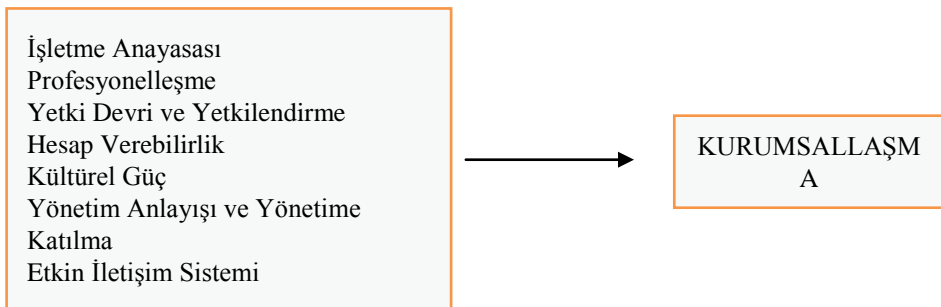 İşletme Anayasası
Profesyonelleşme
Yetki Devri ve Yetkilendirme
Hesap Verebilirlik
Kültürel Güç
Yönetim Anlayışı ve Yönetime
Katılma
Etkin İletişim Sistemi
KURUMSALLAŞM
A